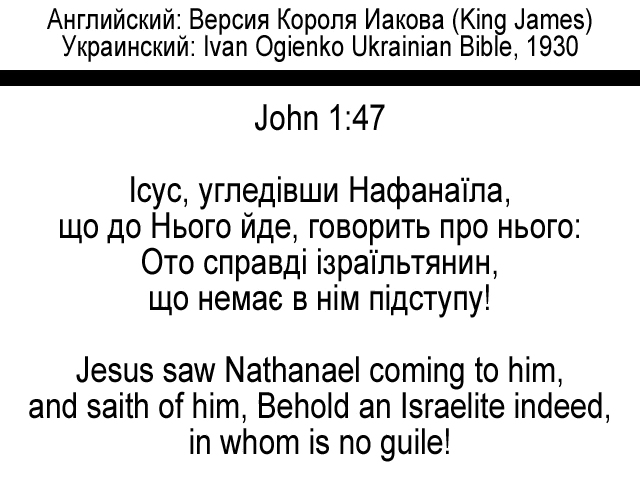 Английский: Версия Короля Иакова (King James)
Украинский: Ivan Ogienko Ukrainian Bible, 1930
John 1:47
Ісус, угледівши Нафанаїла,
що до Нього йде, говорить про нього:
Ото справді ізраїльтянин,
що немає в нім підступу!
Jesus saw Nathanael coming to him,
and saith of him, Behold an Israelite indeed,
in whom is no guile!